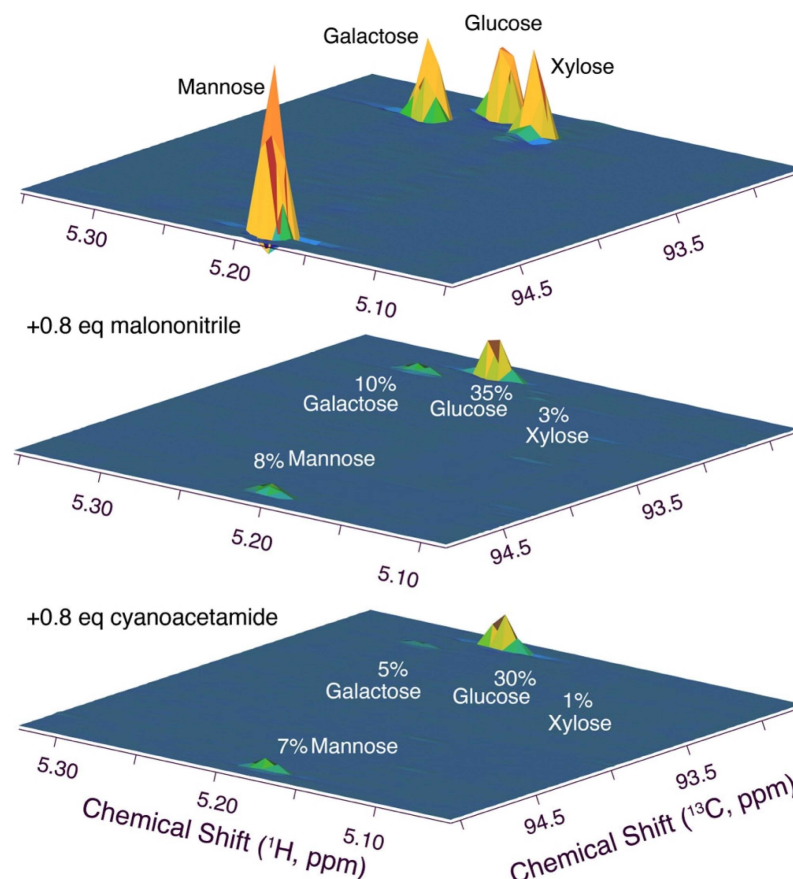 Glucose
Galactose
Xylose
Mannose
5.30
5.20
5.10
94.5
93.5
+0.8 eq malononitrile
10%
Galactose
35%
Glucose
3%
Xylose
8% Mannose
5.30
5.20
5.10
94.5
93.5
+0.8 eq cyanoacetamide
5%
Galactose
30%
Glucose
1%
Xylose
7% Mannose
5.30
5.20
5.10
94.5
93.5
Chemical Shift (¹H, ppm)
Chemical Shift (¹³C, ppm)